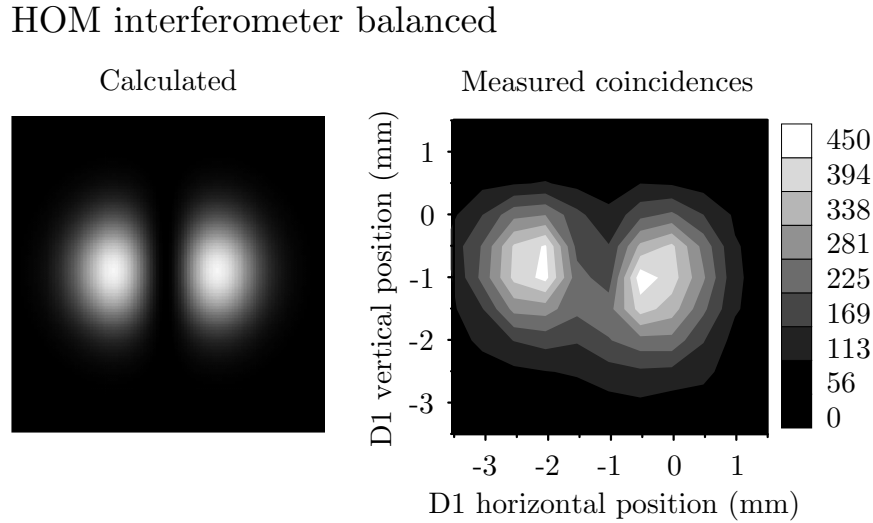 HOM interferometer balanced
Calculated
Measured coincidences
D1 vertical position (mm)
1
0
-1
-2
-3
-3 -2 -1 0 1
D1 horizontal position (mm)
450
394
338
281
225
169
113
56
0